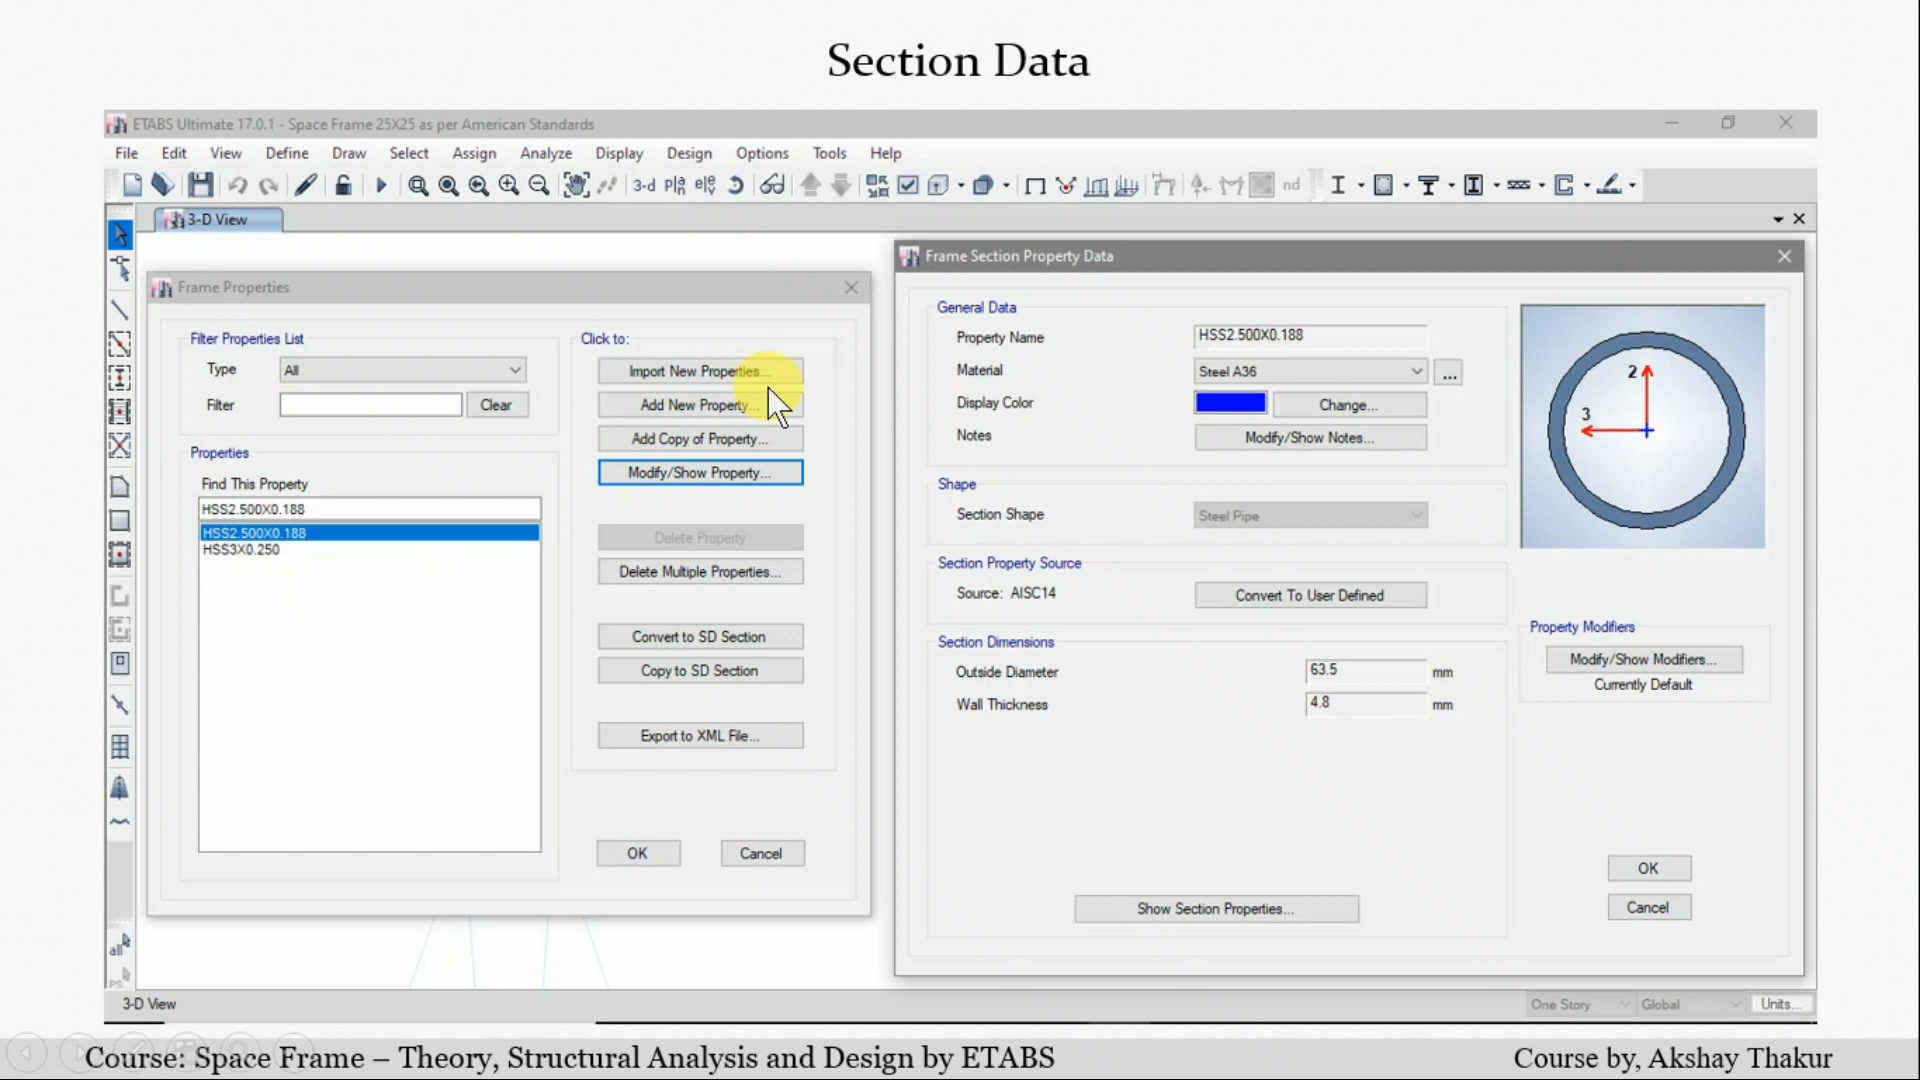 Section Data
ETABS Ultimate 17.0.1 - Space Frame 25X25 as per American Standards
File Edit View Define Draw Select Assign Analyze Display Design Options Tools Help
3-d plà elé nd
3-D View
Frame Properties
Filter Properties List
Type All
Filter Clear
Properties
Find This Property
HSS2.500X0.188
HSS2.500X0.188
HSS3X0.250
Click to:
Import New Properties...
Add New Property...
Add Copy of Property...
Modify/Show Property...
Delete Property
Delete Multiple Properties...
Convert to SD Section
Copy to SD Section
Export to XML File...
OK Cancel
Frame Section Property Data
General Data
Property Name HSS2.500X0.188
Material Steel A36 ...
Display Color Change...
Notes Modify/Show Notes...
Shape
Section Shape Steel Pipe
Section Property Source
Source: AISC14 Convert To User Defined
Section Dimensions
Outside Diameter 63.5 mm
Wall Thickness 4.8 mm
Show Section Properties...
2
3
Property Modifiers
Modify/Show Modifiers...
Currently Default
OK
Cancel
all
PS
3-D View One Story Global Units...
Course: Space Frame – Theory, Structural Analysis and Design by ETABS
Course by, Akshay Thakur